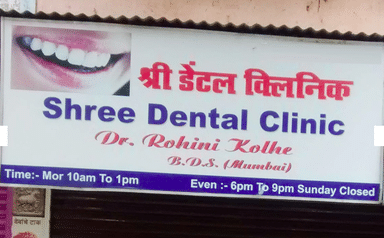 श्री डेंटल क्लिनिक
Shree Dental Clinic
Dr. Rohini Kolhe
B.D.S. (Mumbai)
Time:- Mor 10am To 1pm Even :- 6pm To 9pm Sunday Closed